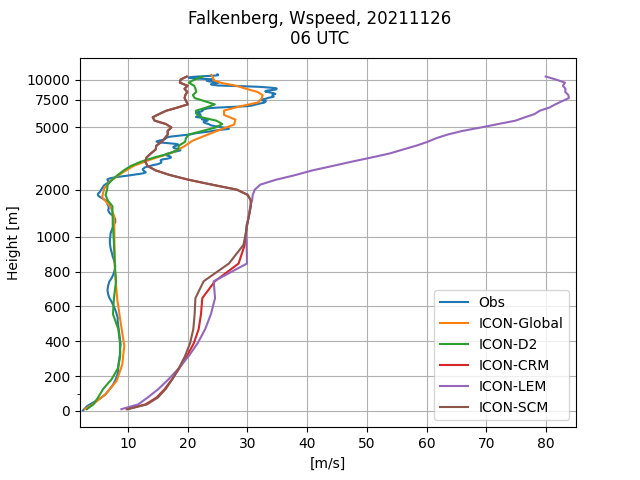 Falkenberg, Wspeed, 20211126
06 UTC
Height [m]
10000
7500
5000
2000
1000
800
600
400
200
0
10
20
30
40
50
60
70
80
[m/s]
Obs
ICON-Global
ICON-D2
ICON-CRM
ICON-LEM
ICON-SCM